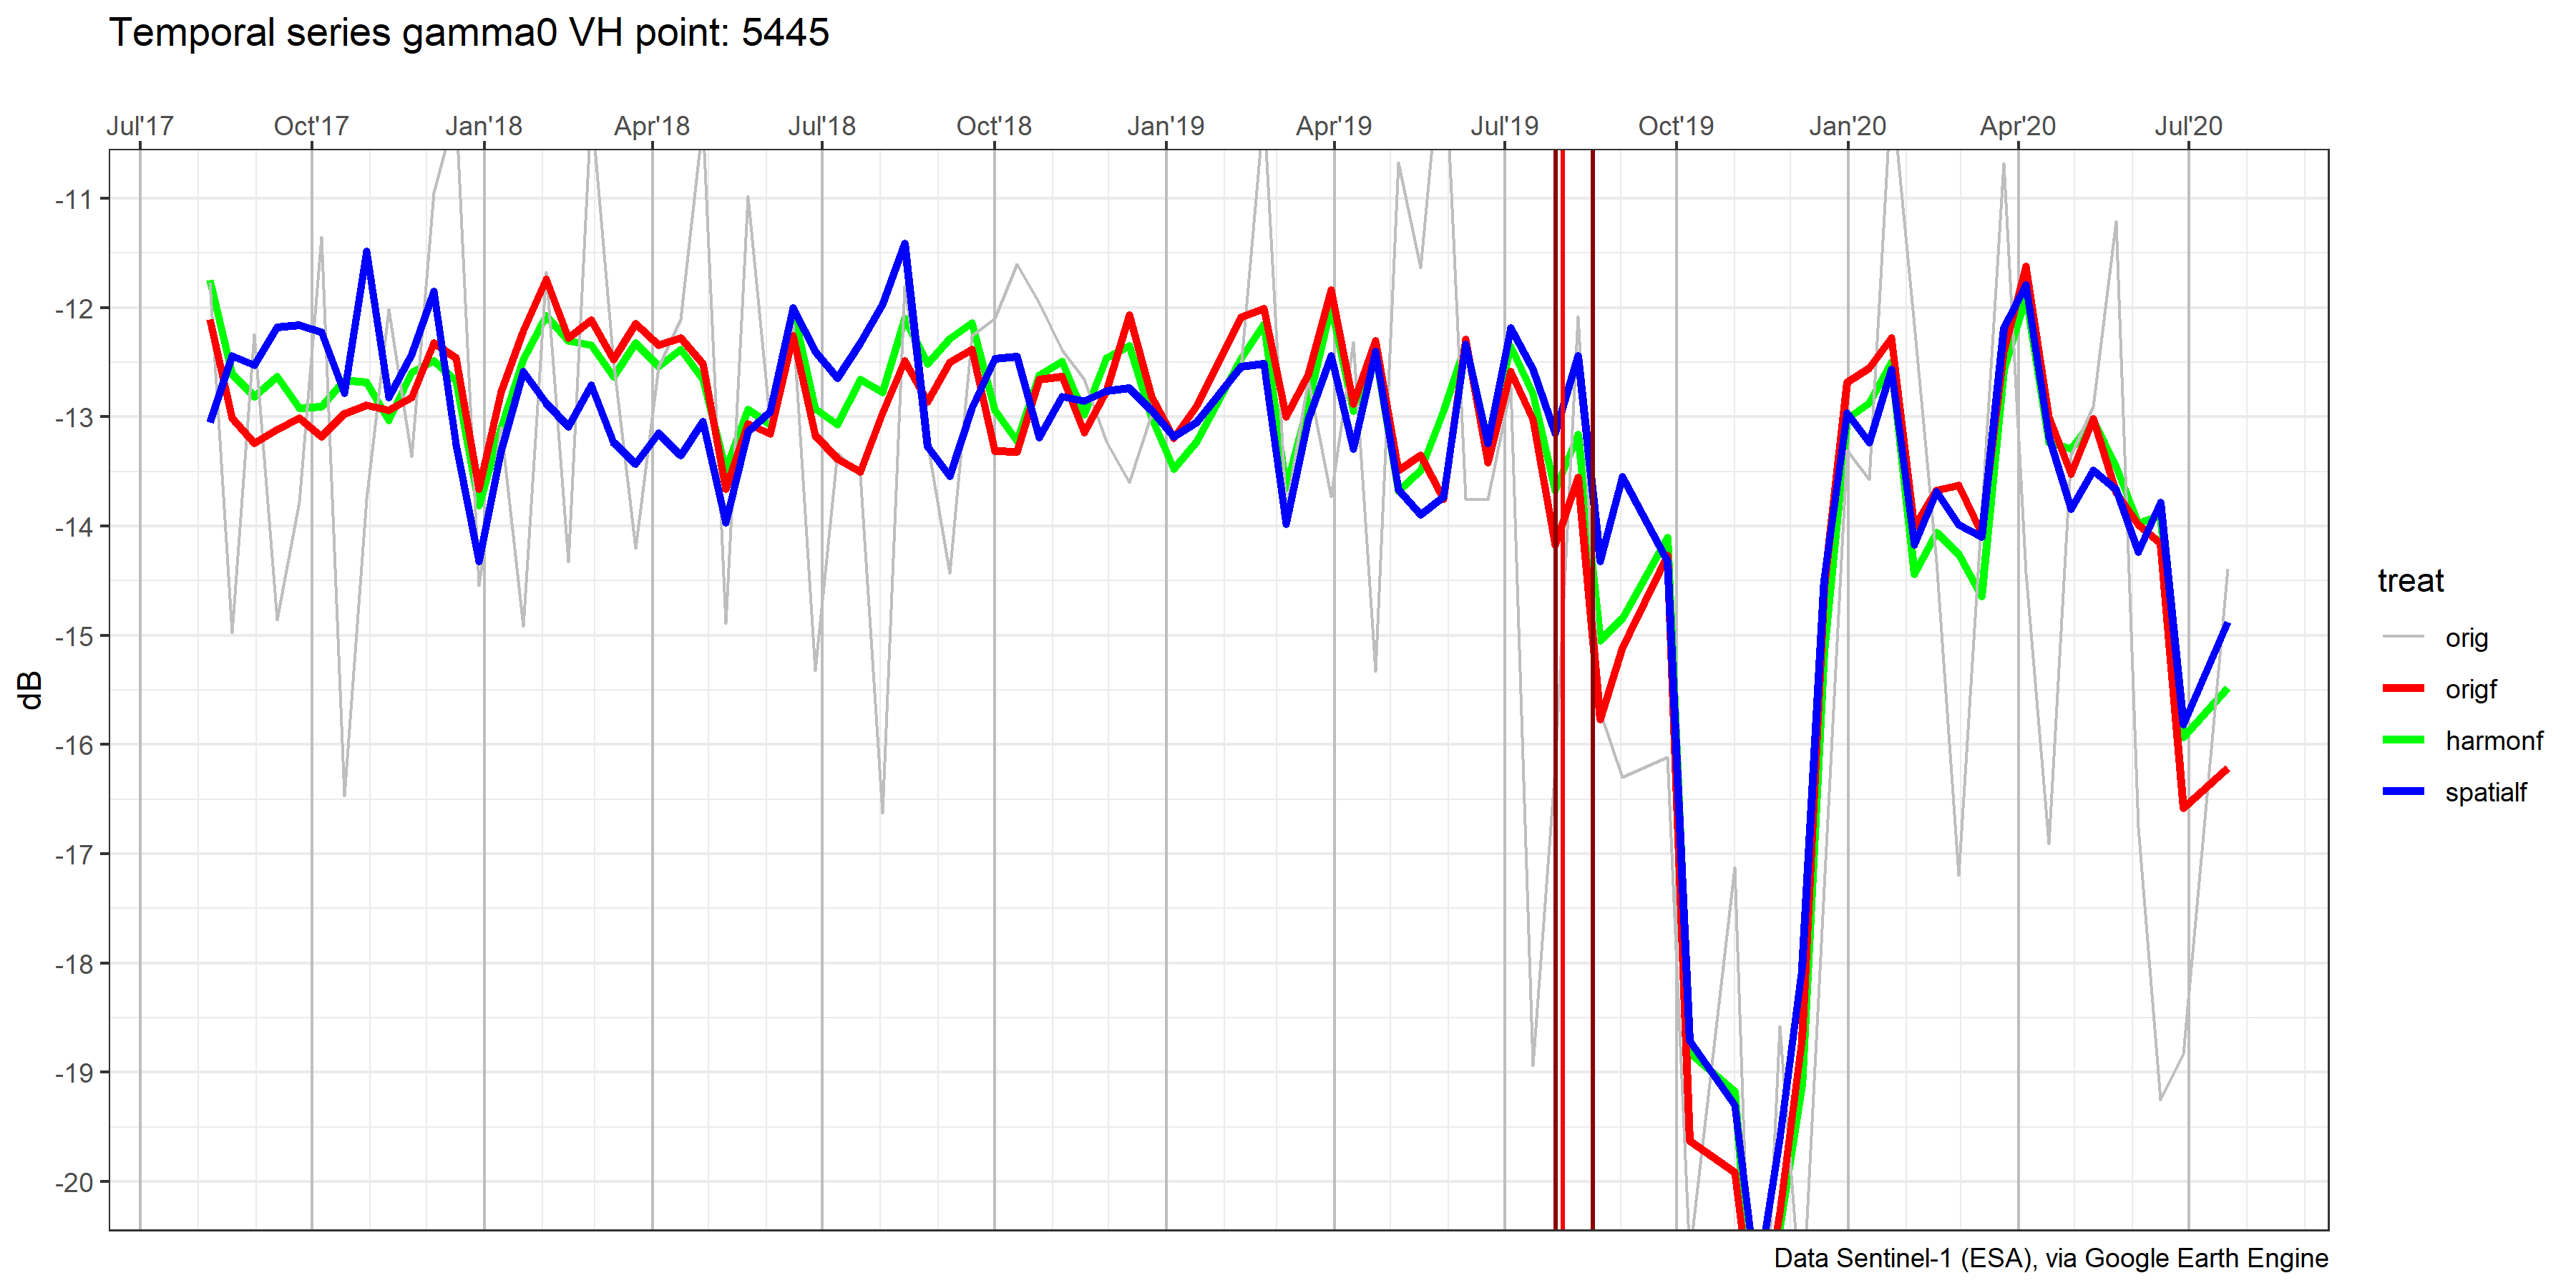 Temporal series gamma0 VH point: 5445
Jul'17 Oct'17 Jan'18 Apr'18 Jul'18 Oct'18 Jan'19 Apr'19 Jul'19 Oct'19 Jan'20 Apr'20 Jul'20
-11
-12
-13
-14
-15
-16
-17
-18
-19
-20
dB
treat
orig
origf
harmonf
spatialf
Data Sentinel-1 (ESA), via Google Earth Engine